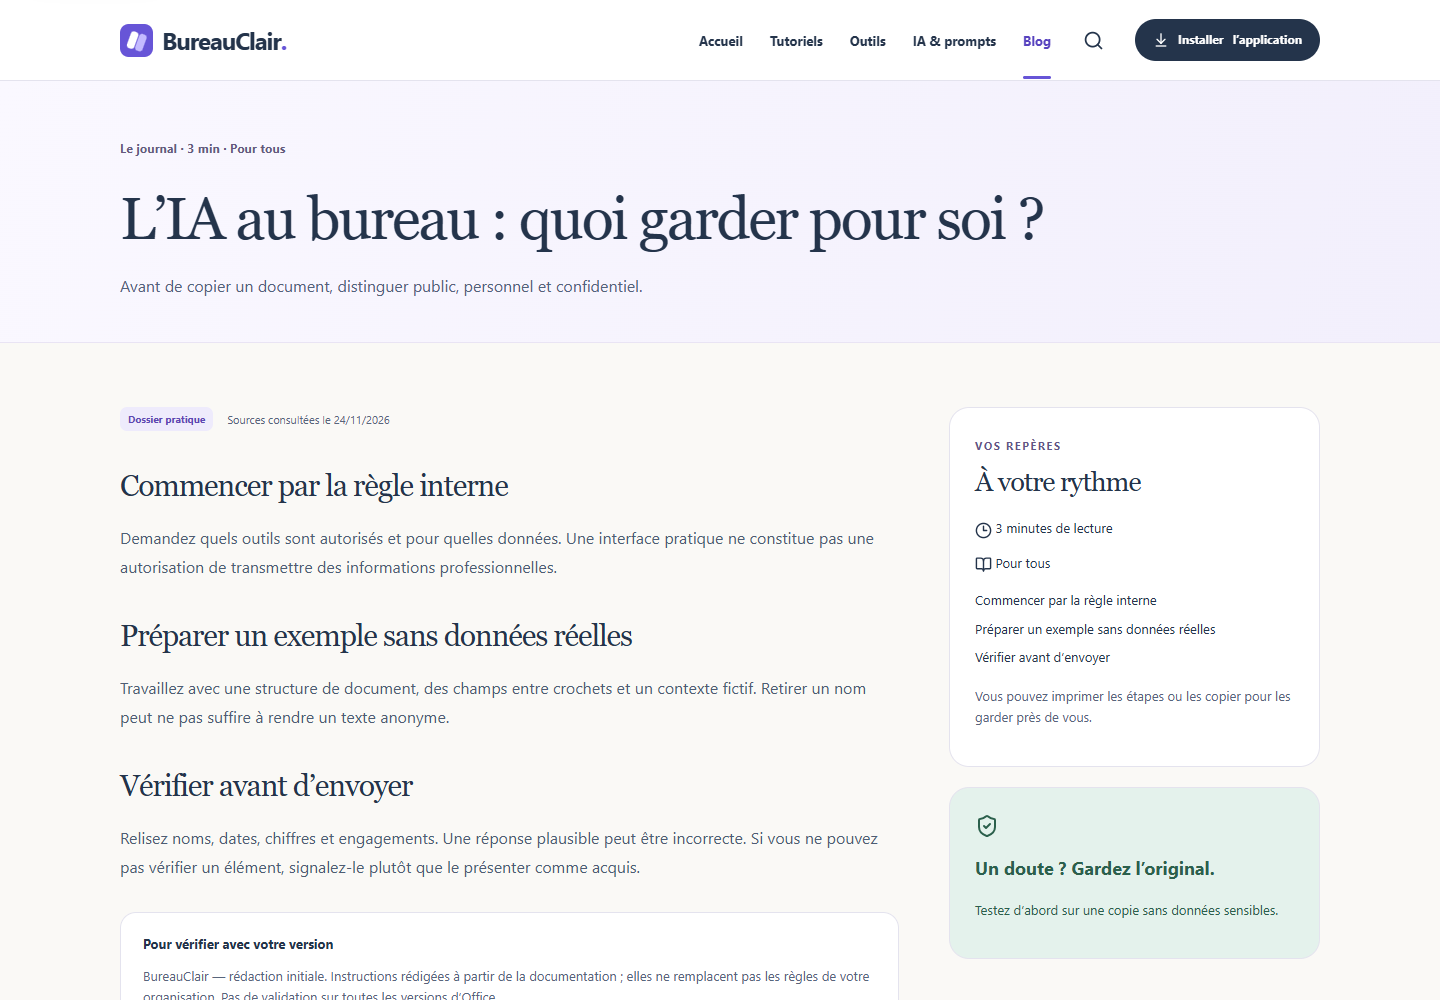 BureauClair.
Accueil
Tutoriels
Outils
IA & prompts
Blog
Installer l’application
Le journal · 3 min · Pour tous
L’IA au bureau : quoi garder pour soi ?
Avant de copier un document, distinguer public, personnel et confidentiel.
Dossier pratique
Sources consultées le 24/11/2026
Commencer par la règle interne
Demandez quels outils sont autorisés et pour quelles données. Une interface pratique ne constitue pas une
autorisation de transmettre des informations professionnelles.
Préparer un exemple sans données réelles
Travaillez avec une structure de document, des champs entre crochets et un contexte fictif. Retirer un nom
peut ne pas suffire à rendre un texte anonyme.
Vérifier avant d’envoyer
Relisez noms, dates, chiffres et engagements. Une réponse plausible peut être incorrecte. Si vous ne pouvez
pas vérifier un élément, signalez-le plutôt que le présenter comme acquis.
Pour vérifier avec votre version
BureauClair — rédaction initiale. Instructions rédigées à partir de la documentation ; elles ne remplacent pas les règles de votre
organisation. Pas de validation sur toutes les versions d’Office.
VOS REPÈRES
À votre rythme
3 minutes de lecture
Pour tous
Commencer par la règle interne
Préparer un exemple sans données réelles
Vérifier avant d’envoyer
Vous pouvez imprimer les étapes ou les copier pour les
garder près de vous.
Un doute ? Gardez l’original.
Testez d’abord sur une copie sans données sensibles.